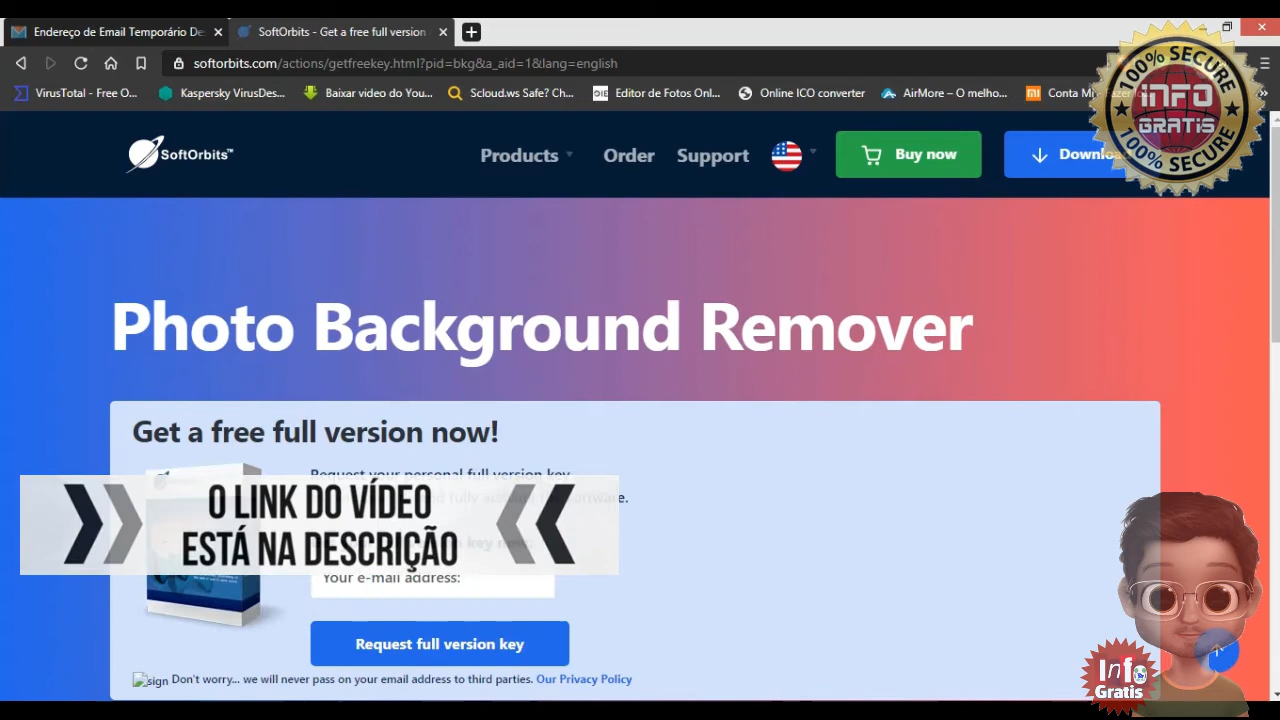 Endereço de Email Temporário De
SoftOrbits - Get a free full version
softorbits.com/actions/getfreekey.html?pid=bkg&a_aid=1&lang=english
VirusTotal - Free O...
Kaspersky VirusDes...
Baixar video do You...
Scloud.ws Safe? Ch...
Editor de Fotos Onl...
Online ICO converter
AirMore – O melho...
Conta Mi
100% SECURE
INFO
GRATIS
100% SECURE
SoftOrbits™
Products
Order
Support
Buy now
Photo Background Remover
Get a free full version now!
Request your personal full version key
O LINK DO VÍDEO
ESTÁ NA DESCRIÇÃO
Your e-mail address:
Request full version key
sign Don't worry... we will never pass on your email address to third parties. Our Privacy Policy
Info
Gratis